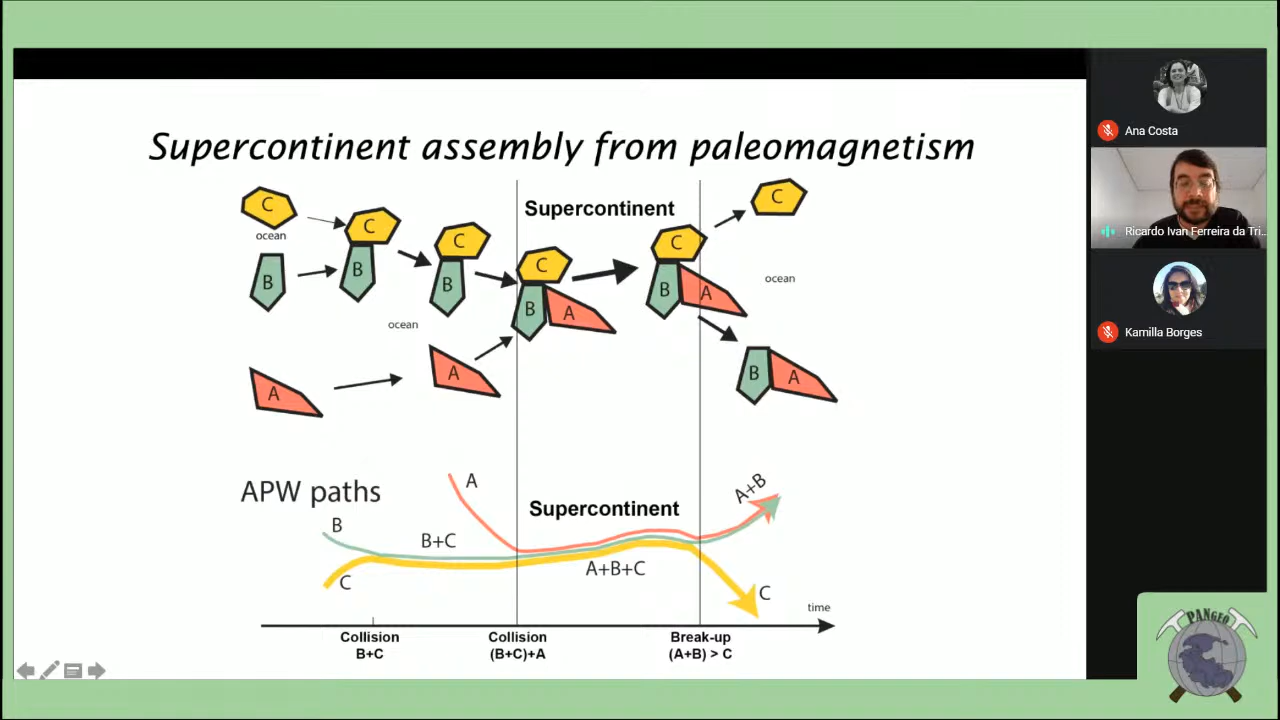 Supercontinent assembly from paleomagnetism
C
ocean
B
A
C
B
ocean
C
B
A
Supercontinent
C
B
A
C
B
A
C
ocean
B
A
APW paths
B
C
B+C
A
Supercontinent
A+B+C
A+B
C
time
Collision
B+C
Collision
(B+C)+A
Break-up
(A+B) > C
Ana Costa
Ricardo Ivan Ferreira da Tri...
Kamilla Borges
PANGEO